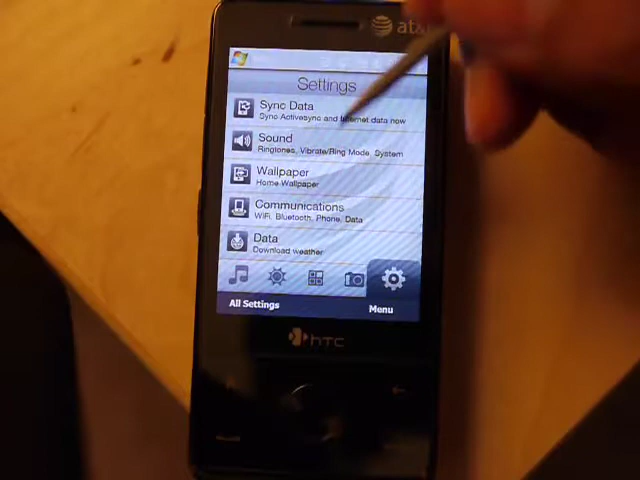 at&t
Settings
Sync Data
Sync Activesync and Internet data now
Sound
Ringtones, Vibrate/Ring Mode, System
Wallpaper
Home Wallpaper
Communications
WiFi, Bluetooth, Phone, Data
Data
Download weather
All Settings
Menu
hTC